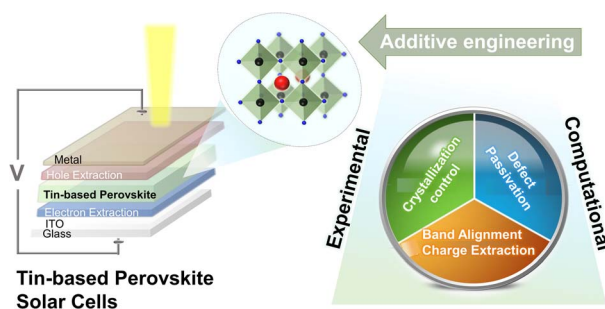 Additive engineering
V
Metal
Hole Extraction
Tin-based Perovskite
Electron Extraction
ITO
Glass
Tin-based Perovskite
Solar Cells
Experimental
Computational
Crystallization
control
Defect
Passivation
Band Alignment
Charge Extraction